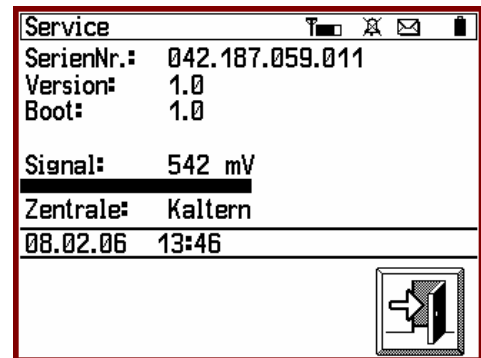 Service
SerienNr.: 042.187.059.011
Version: 1.0
Boot: 1.0
Signal: 542 mV
Zentrale: Kaltern
08.02.06 13:46